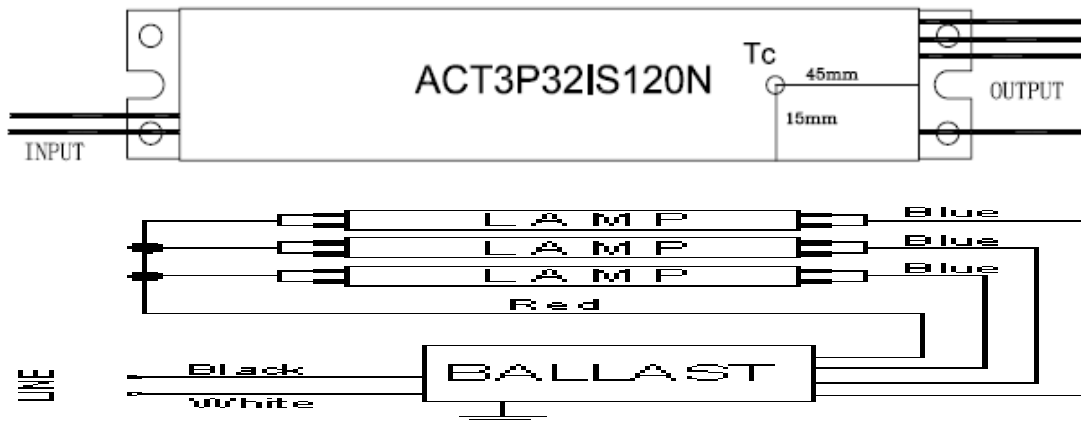 Tc
ACT3P32IS120N
45mm
15mm
OUTPUT
INPUT
LAMP Blue
LAMP Blue
LAMP Blue
Red
LINE
Black
BALLAST
White